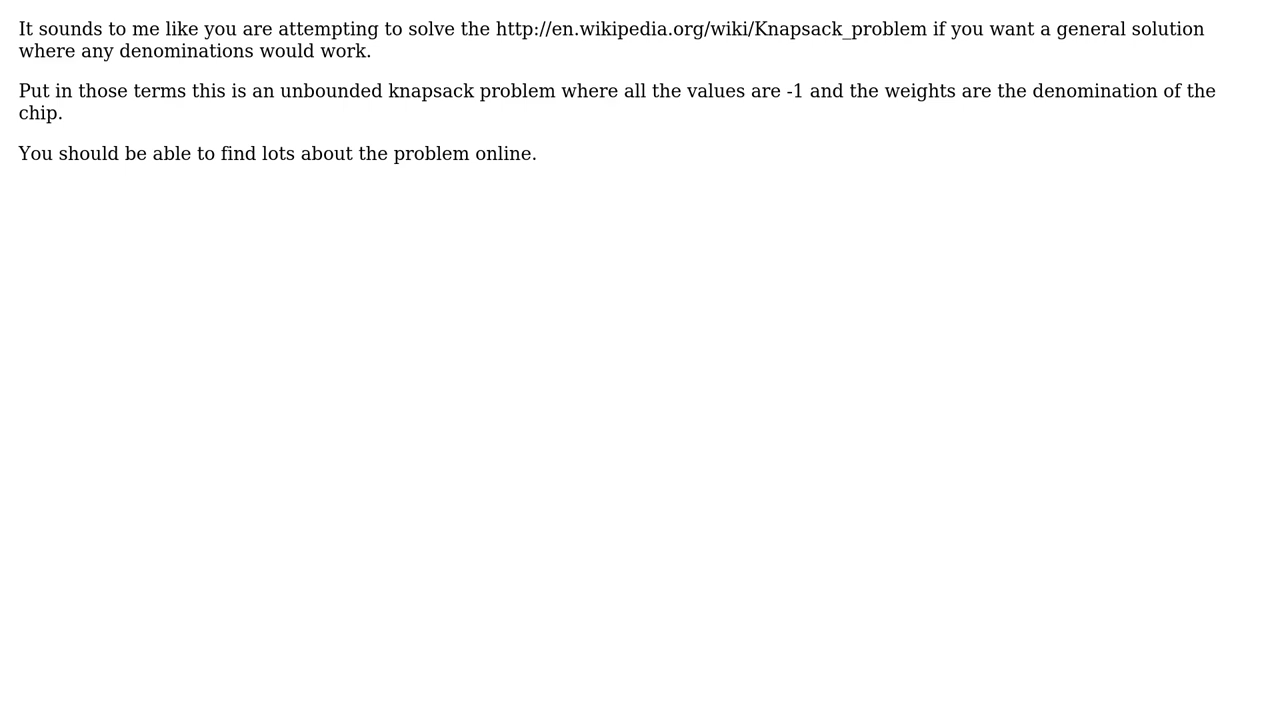 It sounds to me like you are attempting to solve the http://en.wikipedia.org/wiki/Knapsack_problem if you want a general solution
where any denominations would work.
Put in those terms this is an unbounded knapsack problem where all the values are -1 and the weights are the denomination of the
chip.
You should be able to find lots about the problem online.